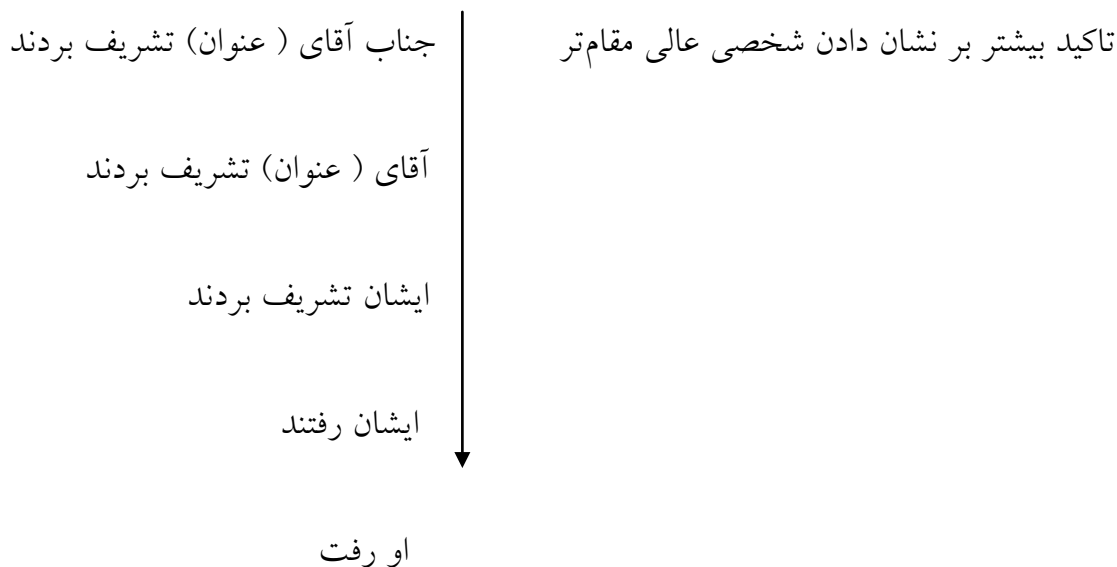 تاکید بیشتر بر نشان دادن شخصی عالی مقام‌تر
جناب آقای ( عنوان) تشریف بردند
آقای ( عنوان) تشریف بردند
ایشان تشریف بردند
ایشان رفتند
او رفت